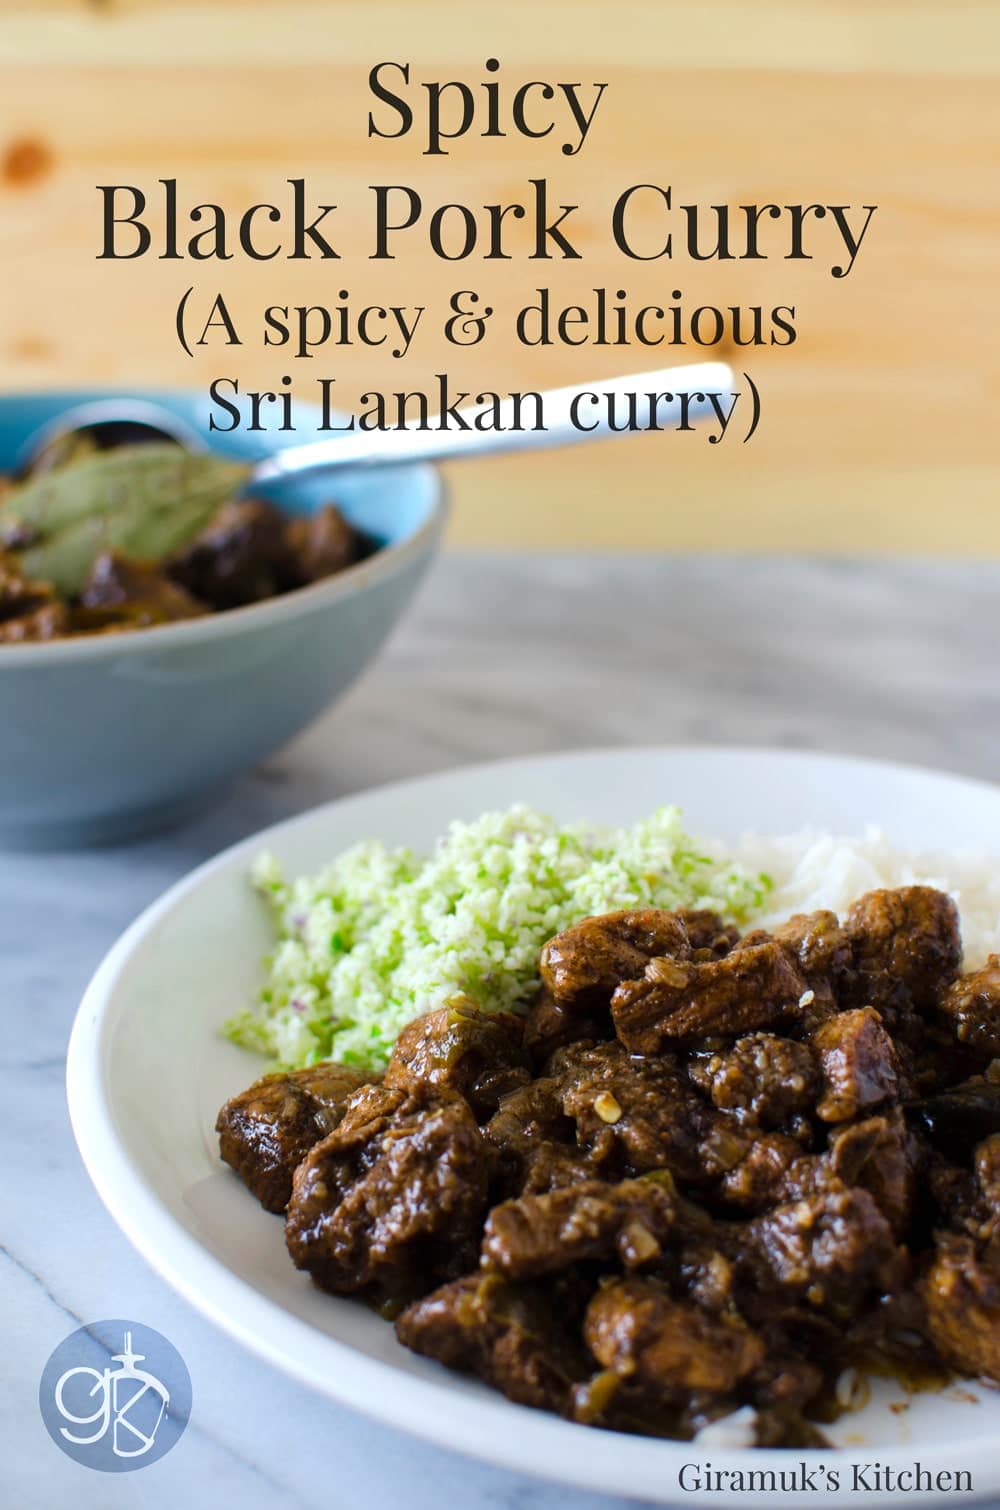 Spicy
Black Pork Curry
(A spicy & delicious
Sri Lankan curry)
gk
Giramuk's Kitchen